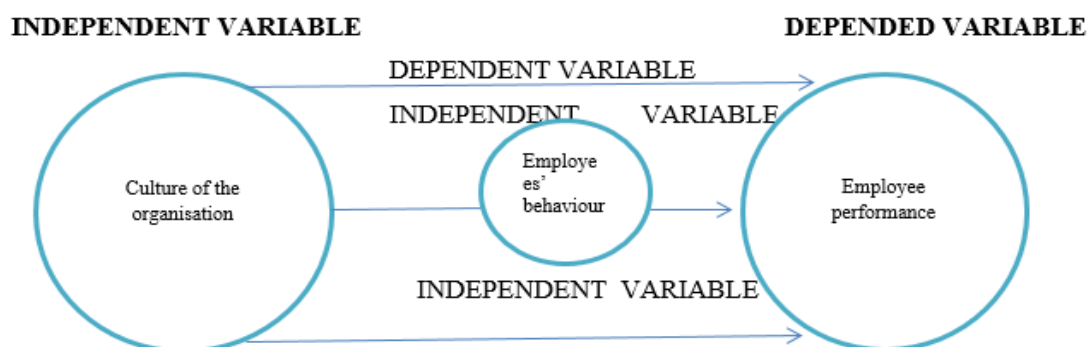 INDEPENDENT VARIABLE
DEPENDED VARIABLE
DEPENDENT VARIABLE
INDEPENDENT VARIABLE
Employe
es’
behaviour
Culture of the
organisation
Employee
performance
INDEPENDENT VARIABLE